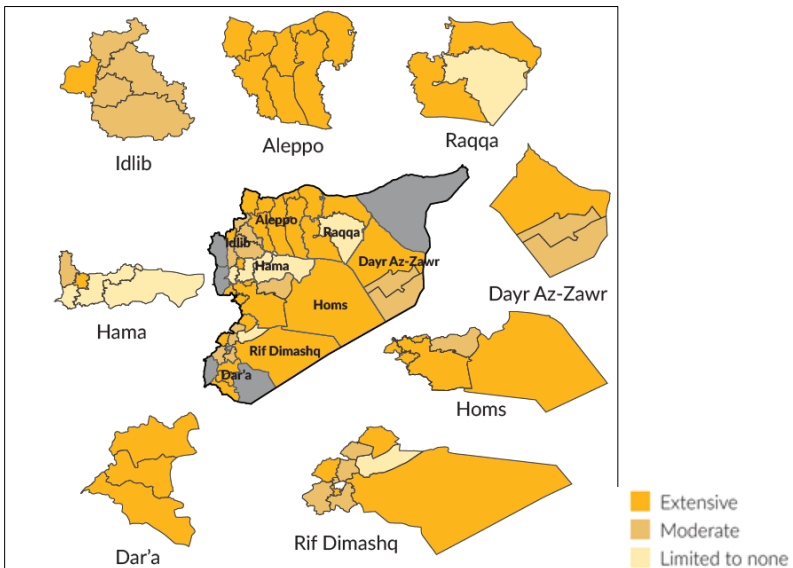 Idlib
Aleppo
Raqqa
Aleppo
Raqqa
Idlib
Hama
Dayr Az-Zawr
Homs
Rif Dimashq
Dar'a
Dayr Az-Zawr
Hama
Homs
Dar'a
Rif Dimashq
Extensive
Moderate
Limited to none